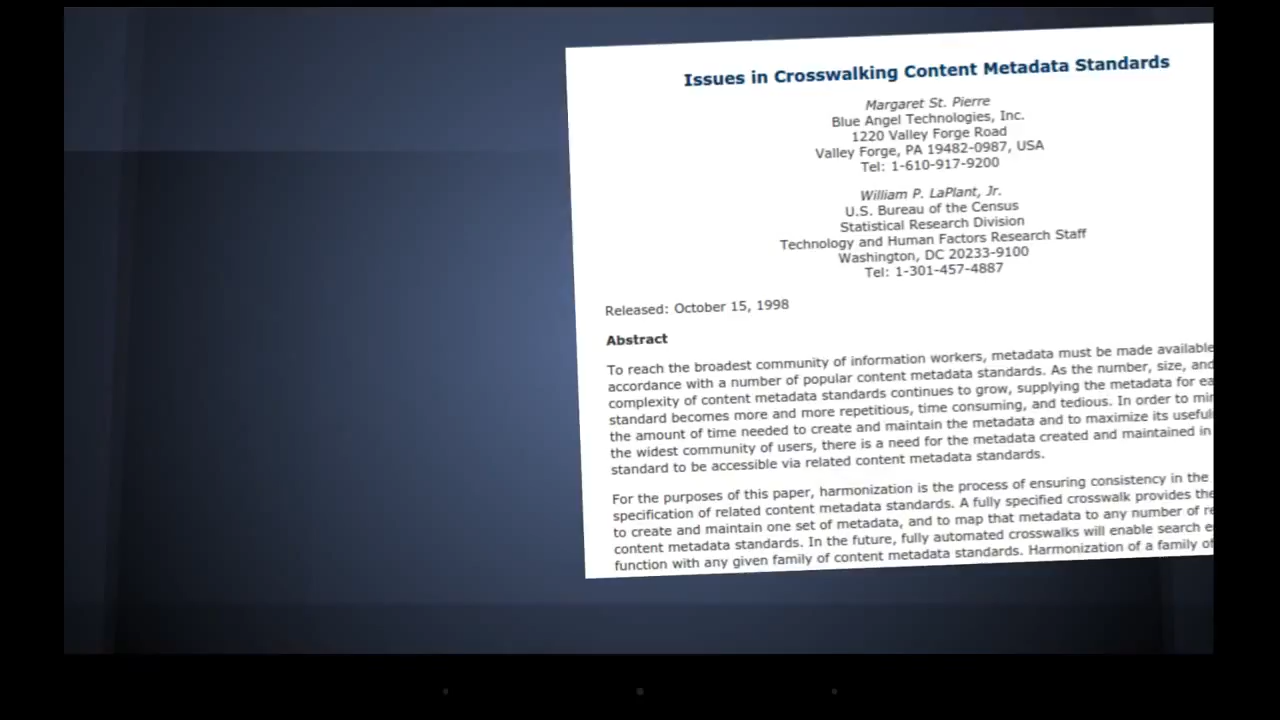 Issues in Crosswalking Content Metadata Standards
Margaret St. Pierre
Blue Angel Technologies, Inc.
1220 Valley Forge Road
Valley Forge, PA 19482-0987, USA
Tel: 1-610-917-9200
William P. LaPlant, Jr.
U.S. Bureau of the Census
Statistical Research Division
Technology and Human Factors Research Staff
Washington, DC 20233-9100
Tel: 1-301-457-4887
Released: October 15, 1998
Abstract
To reach the broadest community of information workers, metadata must be made available
accordance with a number of popular content metadata standards. As the number, size, and
complexity of content metadata standards continues to grow, supplying the metadata for ea
standard becomes more and more repetitious, time consuming, and tedious. In order to mi
the amount of time needed to create and maintain the metadata and to maximize its useful
the widest community of users, there is a need for the metadata created and maintained in
standard to be accessible via related content metadata standards.
For the purposes of this paper, harmonization is the process of ensuring consistency in the
specification of related content metadata standards. A fully specified crosswalk provides the
to create and maintain one set of metadata, and to map that metadata to any number of re
content metadata standards. In the future, fully automated crosswalks will enable search e
function with any given family of content metadata standards. Harmonization of a family of